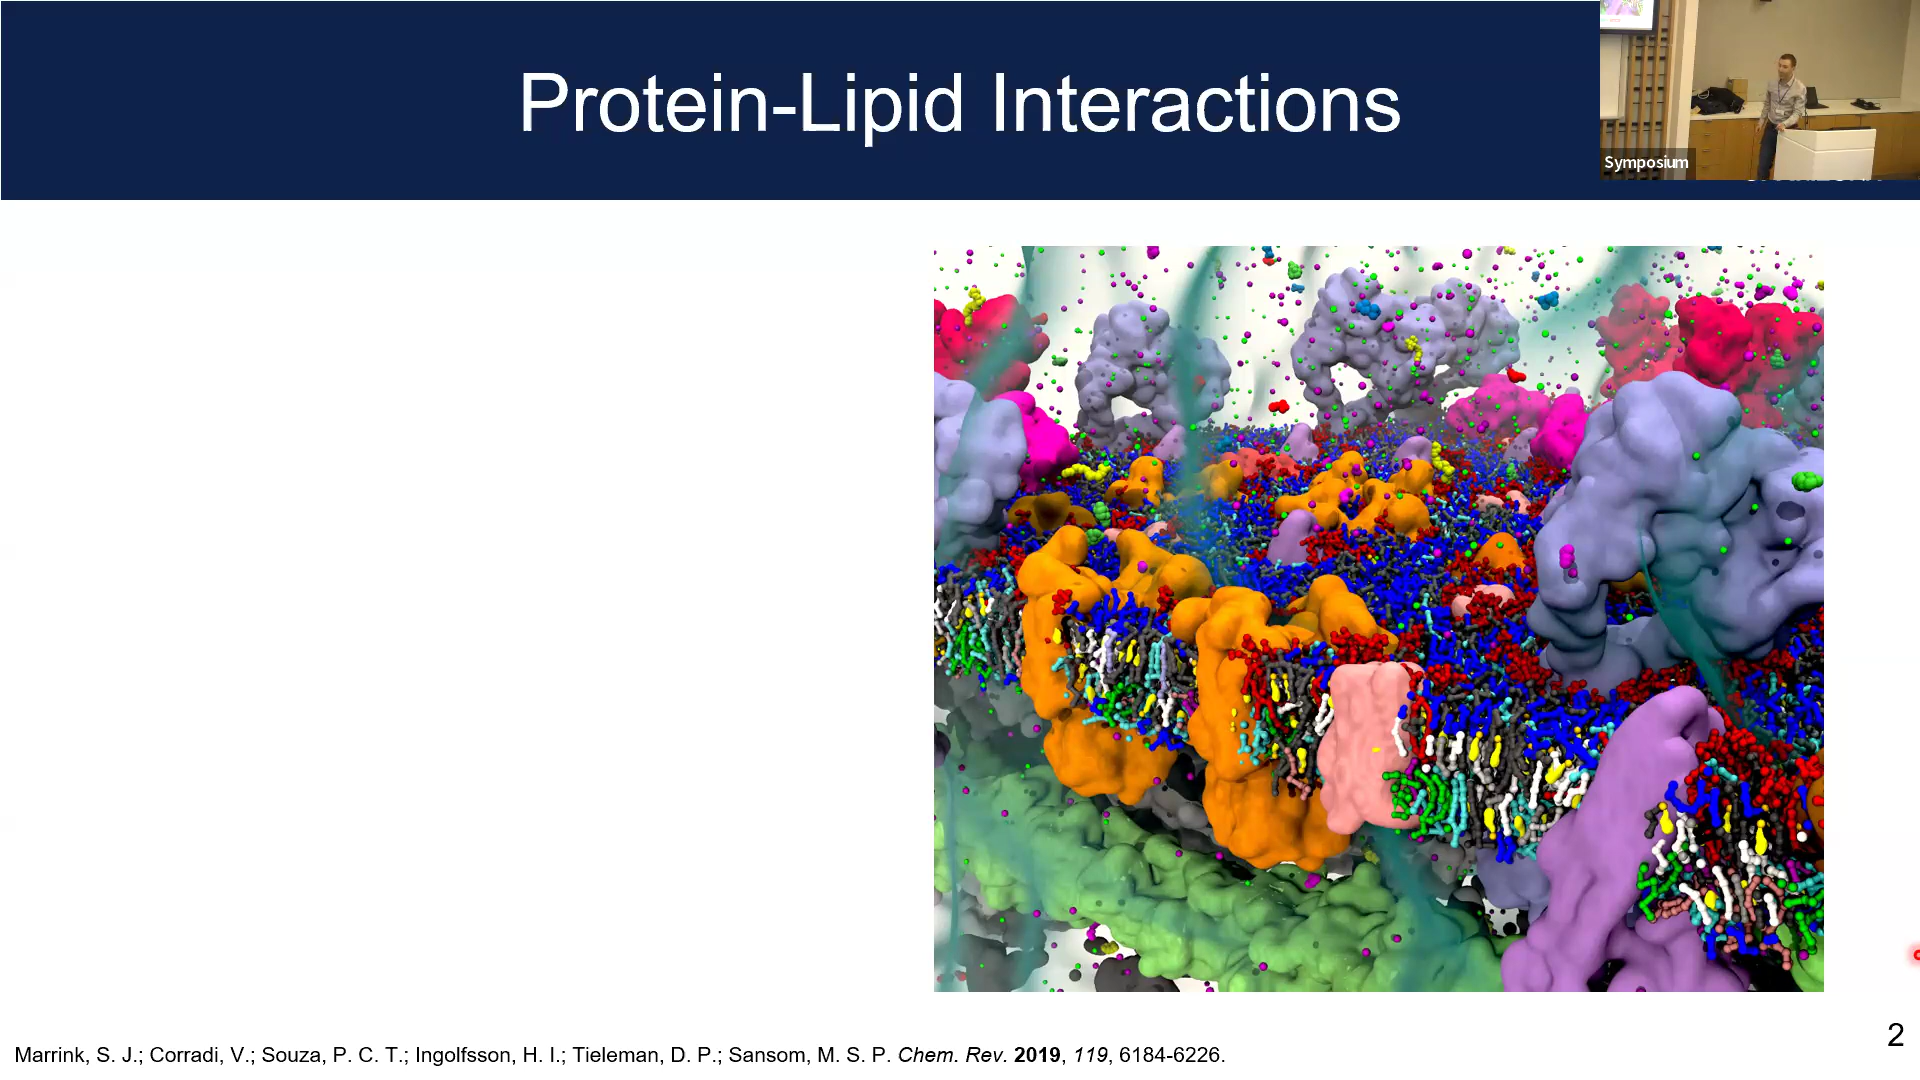 Protein-Lipid Interactions
Symposium
2
Marrink, S. J.; Corradi, V.; Souza, P. C. T.; Ingolfsson, H. I.; Tieleman, D. P.; Sansom, M. S. P. Chem. Rev. 2019, 119, 6184-6226.